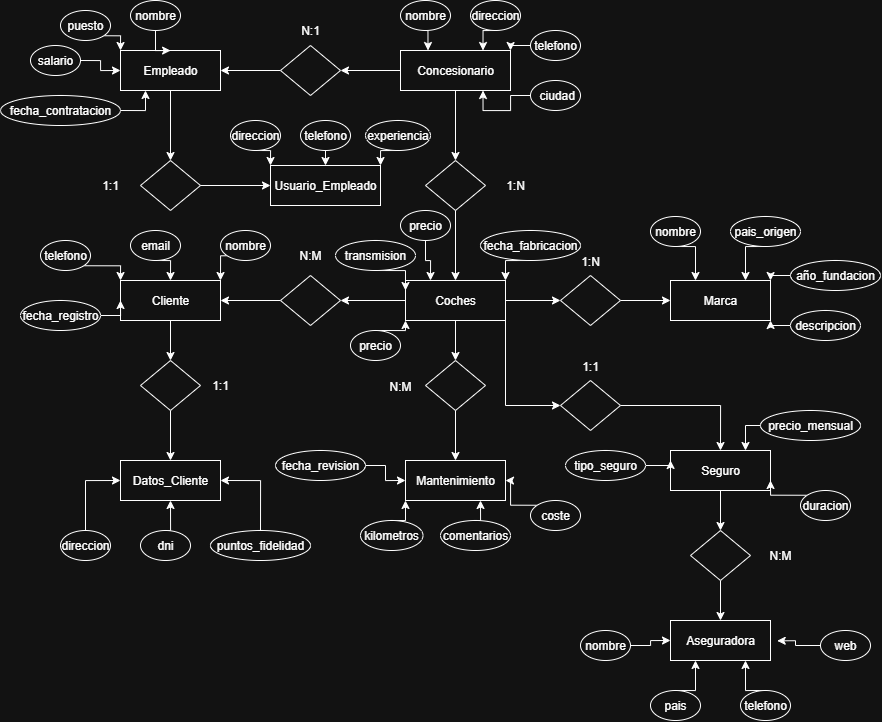 nombre
nombre
direccion
puesto
N:1
telefono
salario
Empleado
Concesionario
ciudad
fecha_contratacion
direccion
telefono
experiencia
1:1
Usuario_Empleado
1:N
precio
nombre
pais_origen
telefono
email
nombre
N:M
transmision
fecha_fabricacion
1:N
año_fundacion
Cliente
Coches
Marca
fecha_registro
descripcion
precio
1:1
1:1
N:M
precio_mensual
fecha_revision
tipo_seguro
Seguro
Datos_Cliente
Mantenimiento
duracion
coste
kilometros
comentarios
direccion
dni
puntos_fidelidad
N:M
nombre
Aseguradora
web
pais
telefono